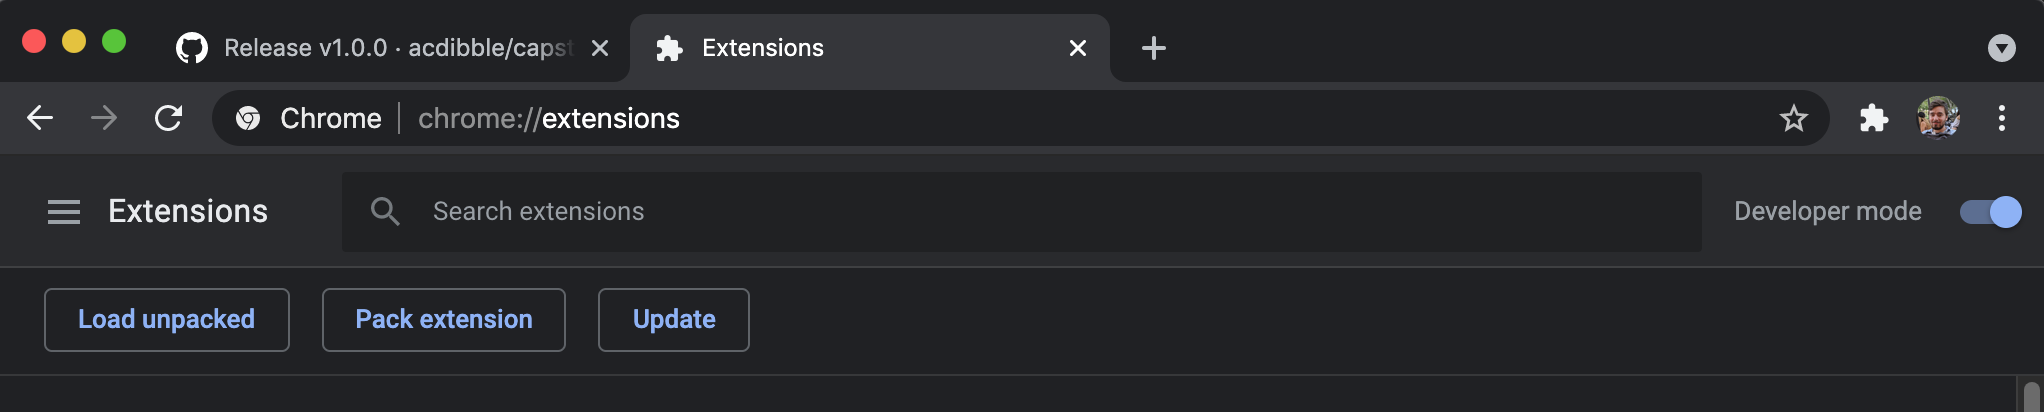 Release v1.0.0 · acdibble/capst
Extensions
Chrome | chrome://extensions
Extensions
Search extensions
Developer mode
Load unpacked
Pack extension
Update